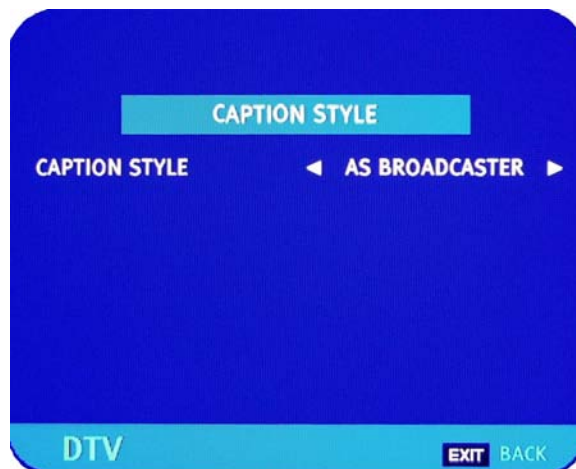 CAPTION STYLE
CAPTION STYLE ◀ AS BROADCASTER ▶
DTV EXIT BACK